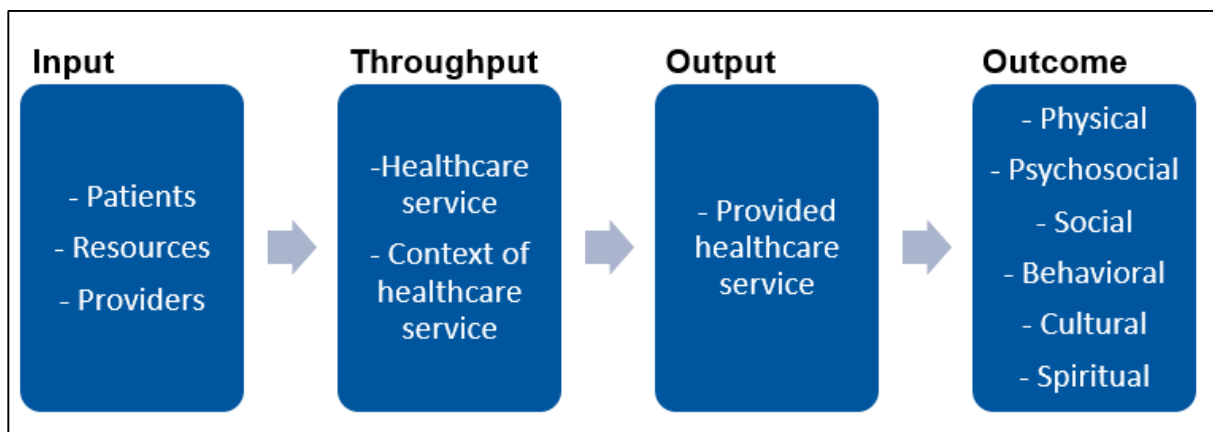 Input
- Patients
- Resources
- Providers
Throughput
-Healthcare
service
- Context of
healthcare
service
Output
- Provided
healthcare
service
Outcome
- Physical
- Psychosocial
- Social
- Behavioral
- Cultural
- Spiritual